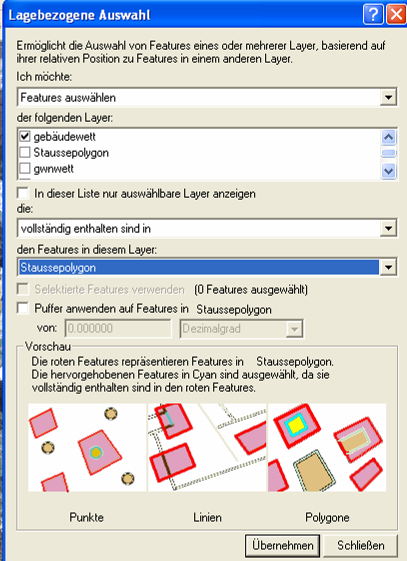 Lagebezogene Auswahl
Ermöglicht die Auswahl von Features eines oder mehrerer Layer, basierend auf
ihrer relativen Position zu Features in einem anderen Layer.
Ich möchte:
Features auswählen
der folgenden Layer:
gebäudewett
Staussepolygon
gwnwett
In dieser Liste nur auswählbare Layer anzeigen
die:
vollständig enthalten sind in
den Features in diesem Layer:
Staussepolygon
Selektierte Features verwenden (0 Features ausgewählt)
Puffer anwenden auf Features in Staussepolygon
von: 0.000000 Dezimalgrad
Vorschau
Die roten Features repräsentieren Features in Staussepolygon.
Die hervorgehobenen Features in Cyan sind ausgewählt, da sie
vollständig enthalten sind in den roten Features.
Punkte Linien Polygone
Übernehmen Schließen